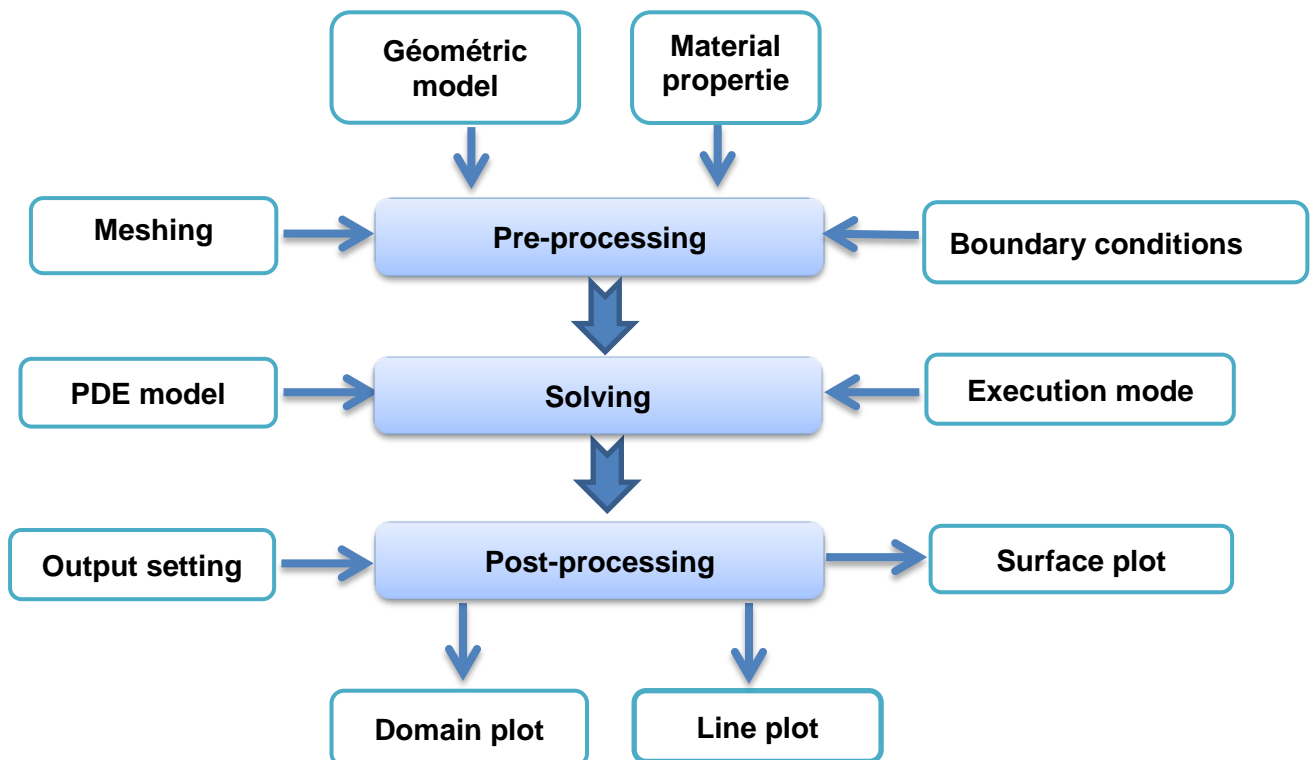 Géométric
model
Material
propertie
Meshing
Pre-processing
Boundary conditions
PDE model
Solving
Execution mode
Output setting
Post-processing
Surface plot
Domain plot
Line plot